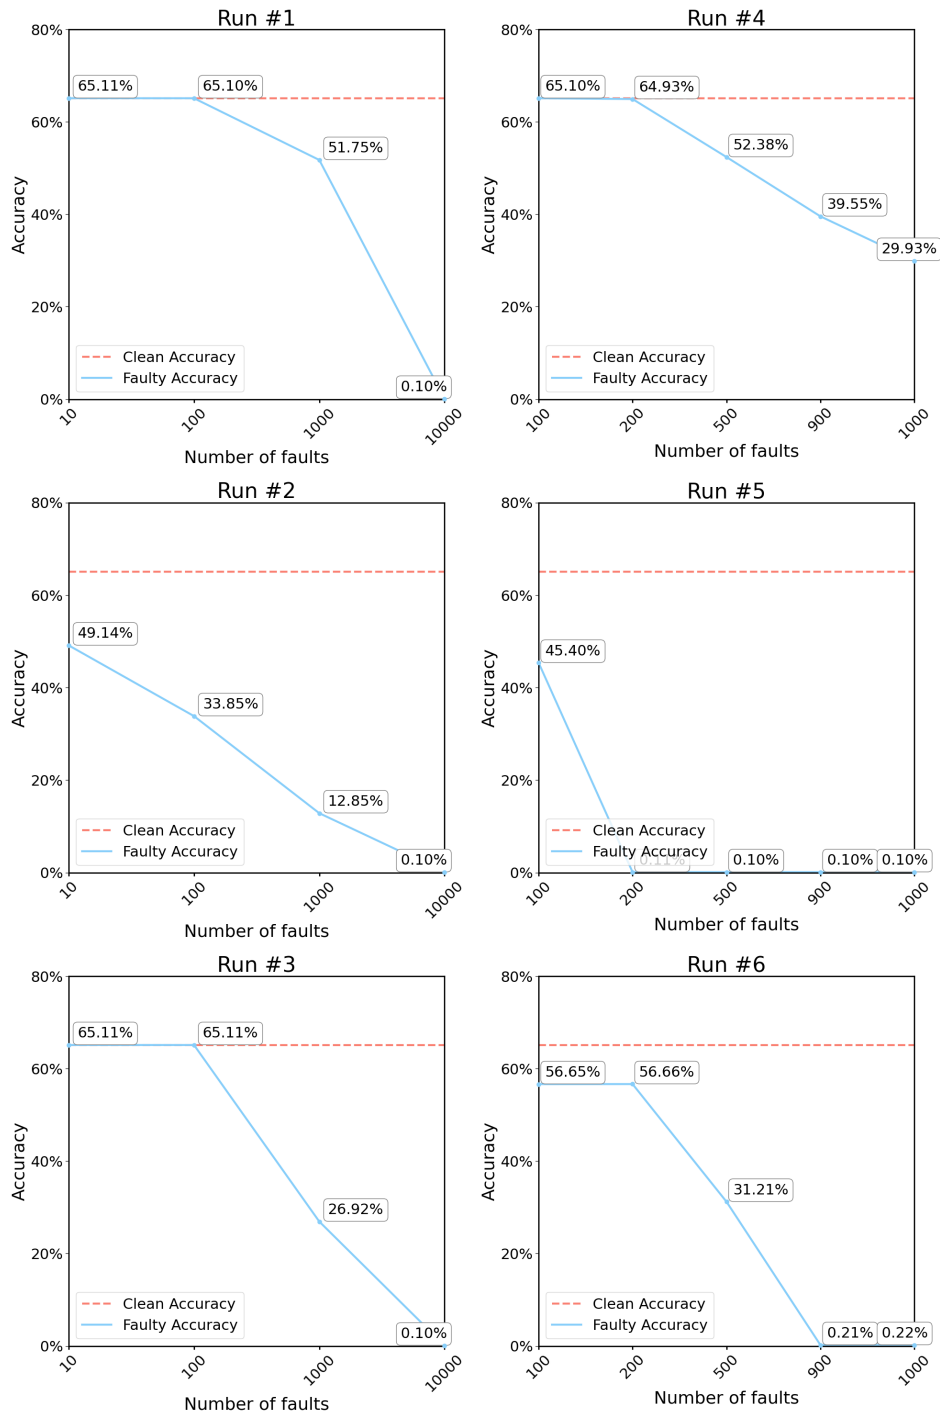 Run #1
80%
60%
40%
20%
0%
Accuracy
65.11%
65.10%
51.75%
0.10%
Clean Accuracy
Faulty Accuracy
10
100
1000
10000
Number of faults
Run #4
80%
60%
40%
20%
0%
Accuracy
65.10%
64.93%
52.38%
39.55%
29.93%
Clean Accuracy
Faulty Accuracy
100
200
500
900
1000
Number of faults
Run #2
80%
60%
40%
20%
0%
Accuracy
49.14%
33.85%
12.85%
0.10%
Clean Accuracy
Faulty Accuracy
10
100
1000
10000
Number of faults
Run #5
80%
60%
40%
20%
0%
Accuracy
45.40%
0.11%
0.10%
0.10%
0.10%
Clean Accuracy
Faulty Accuracy
100
200
500
900
1000
Number of faults
Run #3
80%
60%
40%
20%
0%
Accuracy
65.11%
65.11%
26.92%
0.10%
Clean Accuracy
Faulty Accuracy
10
100
1000
10000
Number of faults
Run #6
80%
60%
40%
20%
0%
Accuracy
56.65%
56.66%
31.21%
0.21%
0.22%
Clean Accuracy
Faulty Accuracy
100
200
500
900
1000
Number of faults